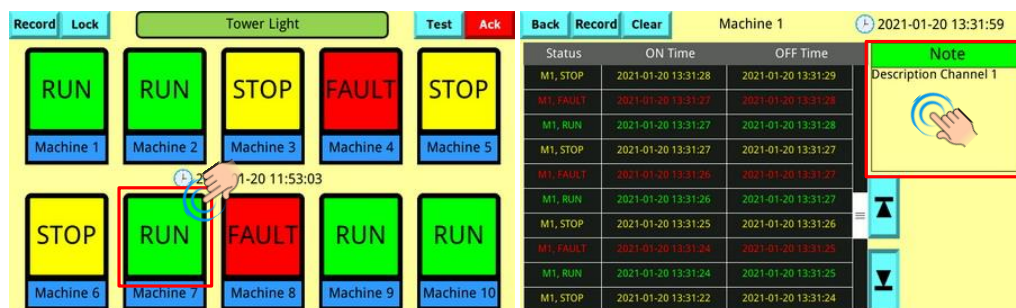 Record Lock Tower Light Test Ack
RUN RUN STOP FAULT STOP
Machine 1 Machine 2 Machine 3 Machine 4 Machine 5
1-20 11:53:03
STOP RUN FAULT RUN RUN
Machine 6 Machine 7 Machine 8 Machine 9 Machine 10
Back Record Clear Machine 1 2021-01-20 13:31:59
Status ON Time OFF Time
M1, STOP 2021-01-20 13:31:28 2021-01-20 13:31:29
M1, FAULT 2021-01-20 13:31:27 2021-01-20 13:31:28
M1, RUN 2021-01-20 13:31:27 2021-01-20 13:31:28
M1, STOP 2021-01-20 13:31:27 2021-01-20 13:31:27
M1, FAULT 2021-01-20 13:31:26 2021-01-20 13:31:27
M1, RUN 2021-01-20 13:31:26 2021-01-20 13:31:27
M1, STOP 2021-01-20 13:31:25 2021-01-20 13:31:26
M1, FAULT 2021-01-20 13:31:24 2021-01-20 13:31:25
M1, RUN 2021-01-20 13:31:24 2021-01-20 13:31:25
M1, STOP 2021-01-20 13:31:22 2021-01-20 13:31:24
Note
Description Channel 1